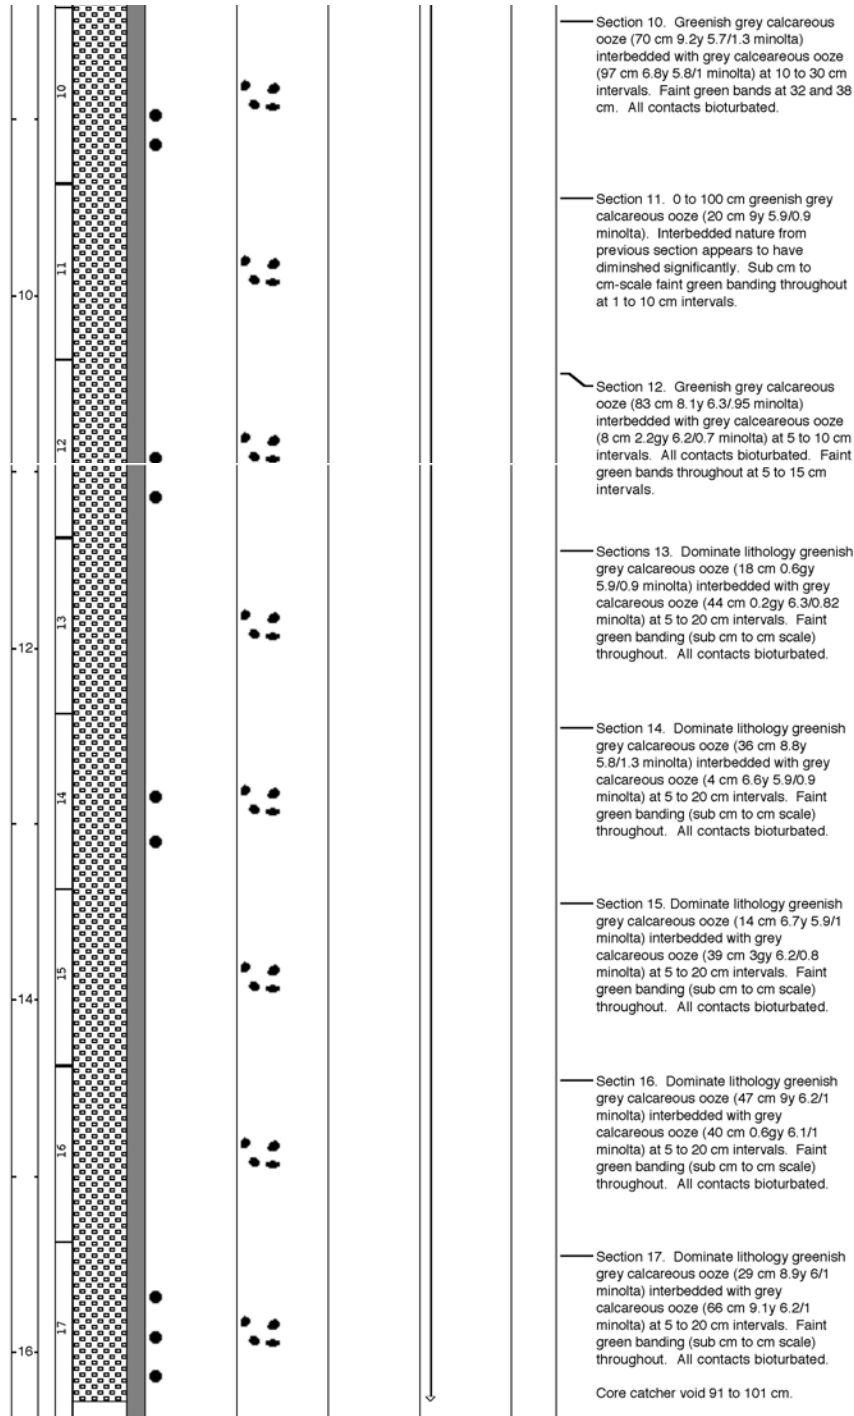 Section 10. Greenish grey calcareous
ooze (70 cm 9.2y 5.7/1.3 minolta)
interbedded with grey calceareous ooze
(97 cm 6.8y 5.8/1 minolta) at 10 to 30 cm
intervals. Faint green bands at 32 and 38
cm. All contacts bioturbated.
10
Section 11. 0 to 100 cm greenish grey
calcareous ooze (20 cm 9y 5.9/0.9
minolta). Interbedded nature from
previous section appears to have
diminshed significantly. Sub cm to
cm-scale faint green banding throughout
at 1 to 10 cm intervals.
11
10
Section 12. Greenish grey calcareous
ooze (83 cm 8.1y 6.3/.95 minolta)
interbedded with grey calceareous ooze
(8 cm 2.2gy 6.2/0.7 minolta) at 5 to 10 cm
intervals. All contacts bioturbated. Faint
green bands throughout at 5 to 15 cm
intervals.
12
Sections 13. Dominate lithology greenish
grey calcareous ooze (18 cm 0.6gy
5.9/0.9 minolta) interbedded with grey
calcareous ooze (44 cm 0.2gy 6.3/0.82
minolta) at 5 to 20 cm intervals. Faint
green banding (sub cm to cm scale)
throughout. All contacts bioturbated.
13
12
Section 14. Dominate lithology greenish
grey calcareous ooze (36 cm 8.8y
5.8/1.3 minolta) interbedded with grey
calcareous ooze (4 cm 6.6y 5.9/0.9
minolta) at 5 to 20 cm intervals. Faint
green banding (sub cm to cm scale)
throughout. All contacts bioturbated.
14
Section 15. Dominate lithology greenish
grey calcareous ooze (14 cm 6.7y 5.9/1
minolta) interbedded with grey
calcareous ooze (39 cm 3gy 6.2/0.8
minolta) at 5 to 20 cm intervals. Faint
green banding (sub cm to cm scale)
throughout. All contacts bioturbated.
15
14
Sectin 16. Dominate lithology greenish
grey calcareous ooze (47 cm 9y 6.2/1
minolta) interbedded with grey
calcareous ooze (40 cm 0.6gy 6.1/1
minolta) at 5 to 20 cm intervals. Faint
green banding (sub cm to cm scale)
throughout. All contacts bioturbated.
16
Section 17. Dominate lithology greenish
grey calcareous ooze (29 cm 8.9y 6/1
minolta) interbedded with grey
calcareous ooze (66 cm 9.1y 6.2/1
minolta) at 5 to 20 cm intervals. Faint
green banding (sub cm to cm scale)
throughout. All contacts bioturbated.
17
16
Core catcher void 91 to 101 cm.